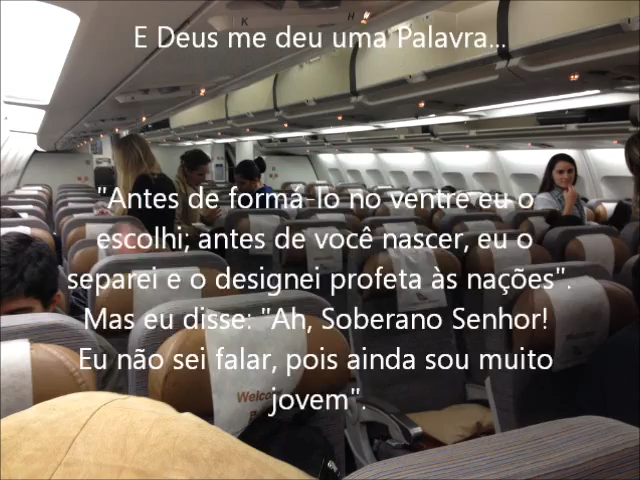 E Deus me deu uma Palavra...
"Antes de formá-lo no ventre eu o
escolhi; antes de você nascer, eu o
separei e o designei profeta às nações".
Mas eu disse: "Ah, Soberano Senhor!
Eu não sei falar, pois ainda sou muito
jovem".
K
H
Welcome